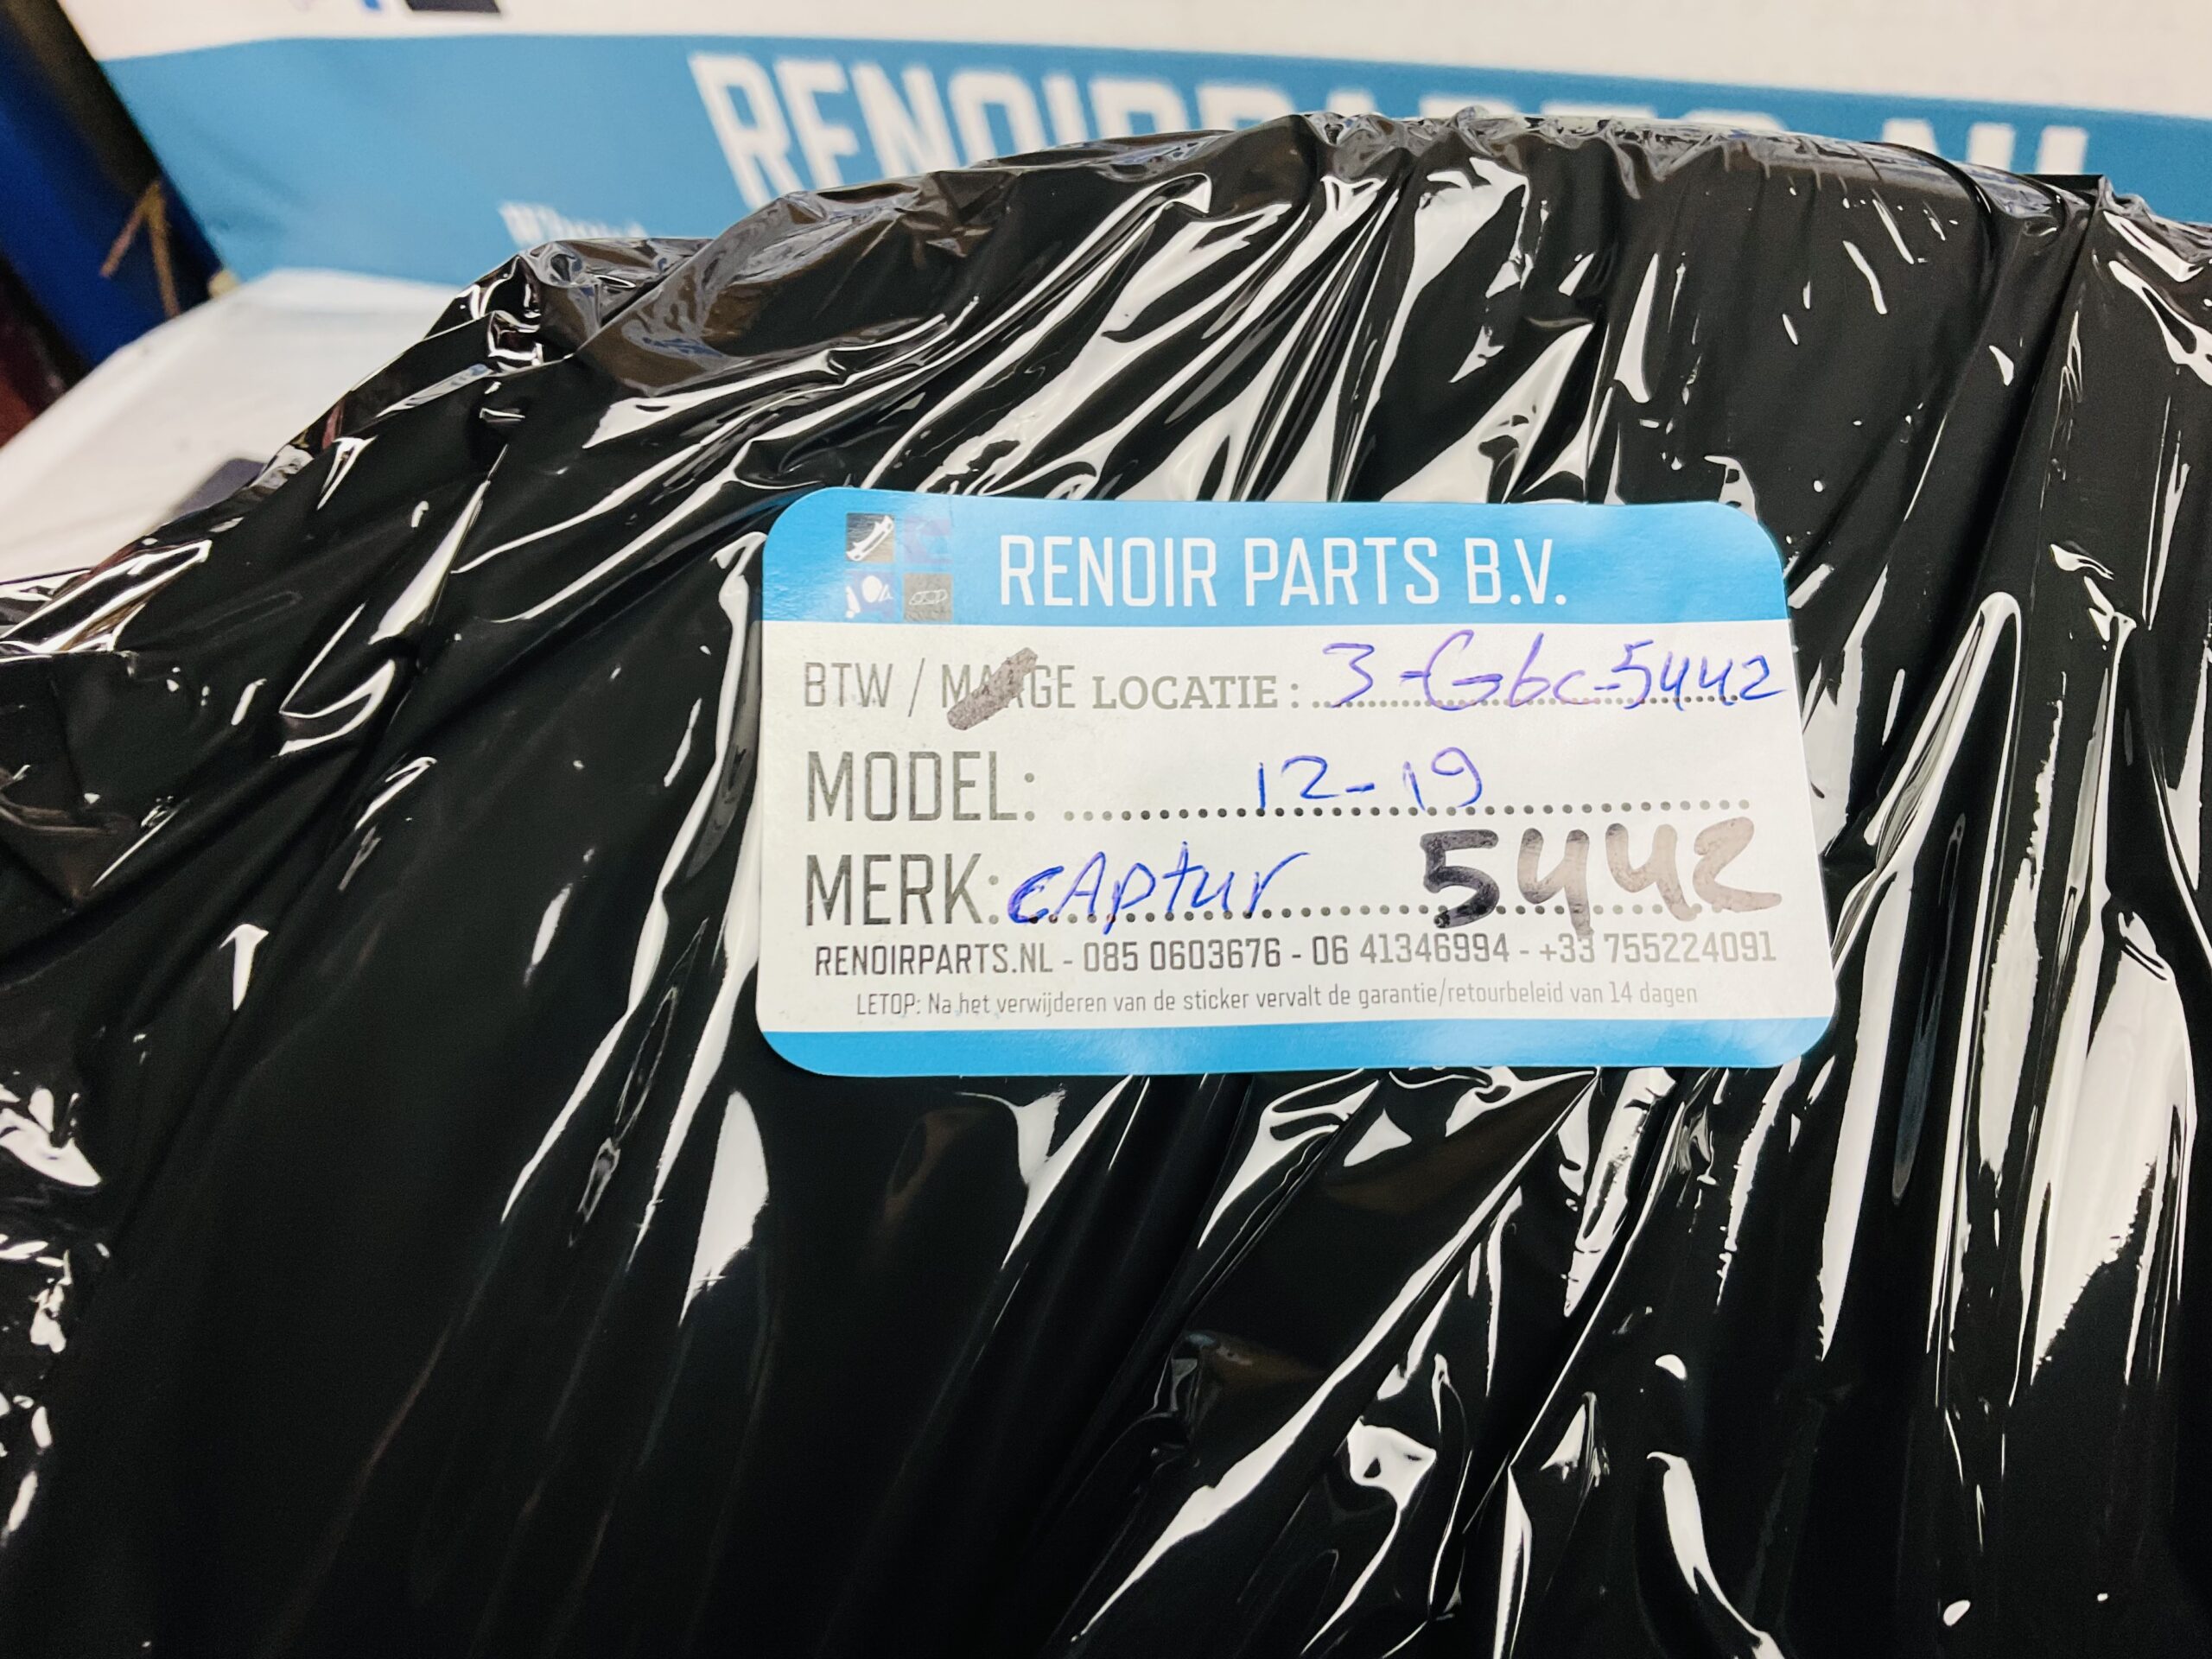 RENOIR PARTS B.V.
BTW / MARGE LOCATIE : 3-Gbc-5442
MODEL: 12-19
MERK: cAptur 5442
RENOIRPARTS.NL - 085 0603676 - 06 41346994 - +33 755224091
LETOP: Na het verwijderen van de sticker vervalt de garantie/retourbeleid van 14 dagen